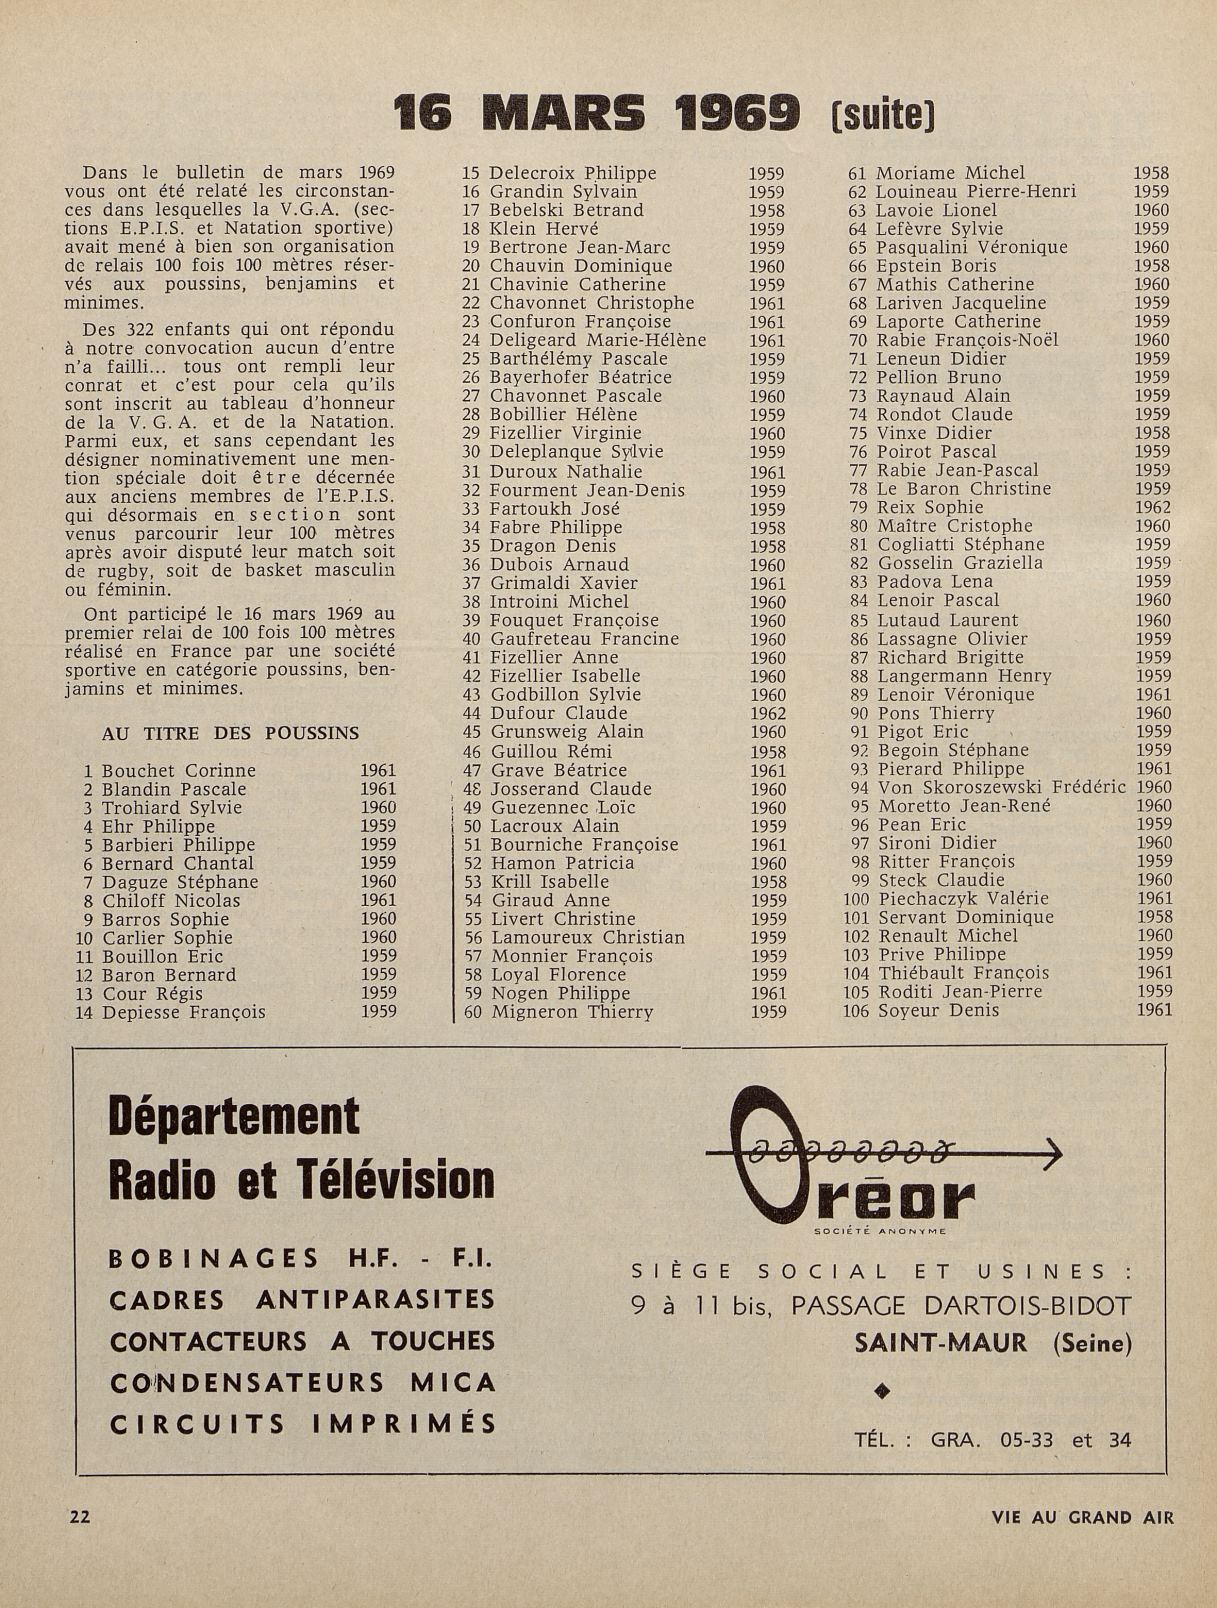 16 MARS 1969 (suite)
Dans le bulletin de mars 1969
vous ont été relaté les circonstan-
ces dans lesquelles la V.G.A. (sec-
tions E.P.I.S. et Natation sportive)
avait mené à bien son organisation
de relais 100 fois 100 mètres réser-
vés aux poussins, benjamins et
minimes.
Des 322 enfants qui ont répondu
à notre convocation aucun d'entre
n'a failli... tous ont rempli leur
conrat et c'est pour cela qu'ils
sont inscrit au tableau d'honneur
de la V.G.A. et de la Natation.
Parmi eux, et sans cependant les
désigner nominativement une men-
tion spéciale doit être décernée
aux anciens membres de l'E.P.I.S.
qui désormais en section sont
venus parcourir leur 100 mètres
après avoir disputé leur match soit
de rugby, soit de basket masculin
ou féminin.
Ont participé le 16 mars 1969 au
premier relai de 100 fois 100 mètres
réalisé en France par une société
sportive en catégorie poussins, ben-
jamins et minimes.
AU TITRE DES POUSSINS
1 Bouchet Corinne 1961
2 Blandin Pascale 1961
3 Trohiard Sylvie 1960
4 Ehr Philippe 1959
5 Barbieri Philippe 1959
6 Bernard Chantal 1959
7 Daguze Stéphane 1960
8 Chiloff Nicolas 1961
9 Barros Sophie 1960
10 Carlier Sophie 1960
11 Bouillon Eric 1959
12 Baron Bernard 1959
13 Cour Régis 1959
14 Depiesse François 1959
15 Delecroix Philippe 1959
16 Grandin Sylvain 1959
17 Bebelski Betrand 1958
18 Klein Hervé 1959
19 Bertrone Jean-Marc 1959
20 Chauvin Dominique 1960
21 Chavinie Catherine 1959
22 Chavonnet Christophe 1961
23 Confuron Françoise 1961
24 Deligeard Marie-Hélène 1961
25 Barthélémy Pascale 1959
26 Bayerhofer Béatrice 1959
27 Chavonnet Pascale 1960
28 Bobillier Hélène 1959
29 Fizellier Virginie 1960
30 Deleplanque Sylvie 1959
31 Duroux Nathalie 1961
32 Fourment Jean-Denis 1959
33 Fartoukh José 1959
34 Fabre Philippe 1958
35 Dragon Denis 1958
36 Dubois Arnaud 1960
37 Grimaldi Xavier 1961
38 Introini Michel 1960
39 Fouquet Françoise 1960
40 Gaufreteau Francine 1960
41 Fizellier Anne 1960
42 Fizellier Isabelle 1960
43 Godbillon Sylvie 1960
44 Dufour Claude 1962
45 Grunsweig Alain 1960
46 Guillou Rémi 1958
47 Grave Béatrice 1961
48 Josserand Claude 1960
49 Guezennec Loïc 1960
50 Lacroux Alain 1959
51 Bourniche Françoise 1961
52 Hamon Patricia 1960
53 Krill Isabelle 1958
54 Giraud Anne 1959
55 Livert Christine 1959
56 Lamoureux Christian 1959
57 Monnier François 1959
58 Loyal Florence 1959
59 Nogen Philippe 1961
60 Migneron Thierry 1959
61 Moriame Michel 1958
62 Louineau Pierre-Henri 1959
63 Lavoie Lionel 1960
64 Lefèvre Sylvie 1959
65 Pasqualini Véronique 1960
66 Epstein Boris 1958
67 Mathis Catherine 1960
68 Lariven Jacqueline 1959
69 Laporte Catherine 1959
70 Rabie François-Noël 1960
71 Leneun Didier 1959
72 Pellion Bruno 1959
73 Raynaud Alain 1959
74 Rondot Claude 1959
75 Vinxe Didier 1958
76 Poirot Pascal 1959
77 Rabie Jean-Pascal 1959
78 Le Baron Christine 1959
79 Reix Sophie 1962
80 Maître Cristophe 1960
81 Cogliatti Stéphane 1959
82 Gosselin Graziella 1959
83 Padova Lena 1959
84 Lenoir Pascal 1960
85 Lutaud Laurent 1960
86 Lassagne Olivier 1959
87 Richard Brigitte 1959
88 Langermann Henry 1959
89 Lenoir Véronique 1961
90 Pons Thierry 1960
91 Pigot Eric 1959
92 Begoin Stéphane 1959
93 Pierard Philippe 1961
94 Von Skoroszewski Frédéric 1960
95 Moretto Jean-René 1960
96 Pean Eric 1959
97 Sironi Didier 1960
98 Ritter François 1959
99 Steck Claudie 1960
100 Piechaczyk Valérie 1961
101 Servant Dominique 1958
102 Renault Michel 1960
103 Prive Philippe 1959
104 Thiébault François 1961
105 Roditi Jean-Pierre 1959
106 Soyeur Denis 1961
Département
Radio et Télévision
BOBINAGES H.F. - F.I.
CADRES ANTIPARASITES
CONTACTEURS A TOUCHES
CONDENSATEURS MICA
CIRCUITS IMPRIMÉS
Oréor
SOCIÉTÉ ANONYME
SIÈGE SOCIAL ET USINES :
9 à 11 bis, PASSAGE DARTOIS-BIDOT
SAINT-MAUR (Seine)
TÉL. : GRA. 05-33 et 34
22
VIE AU GRAND AIR